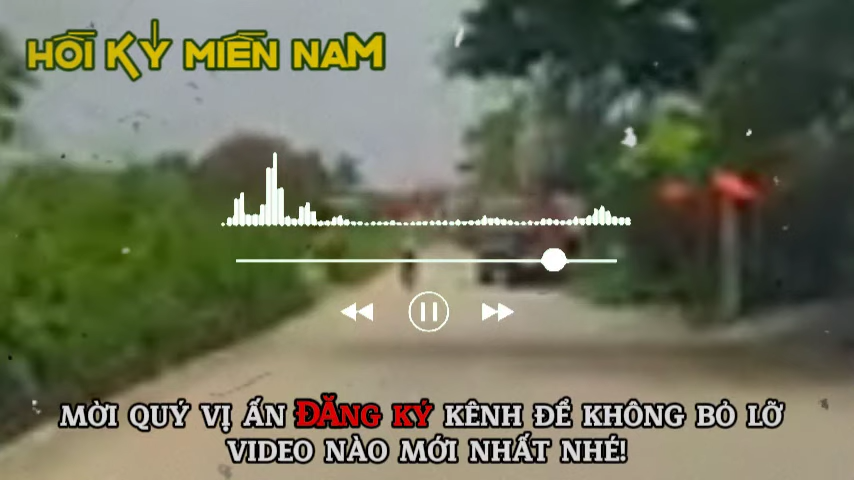 HỒI KÝ MIỀN NAM
MỜI QUÝ VỊ ẤN ĐĂNG KÝ KÊNH ĐỂ KHÔNG BỎ LỠ
VIDEO NÀO MỚI NHẤT NHÉ!